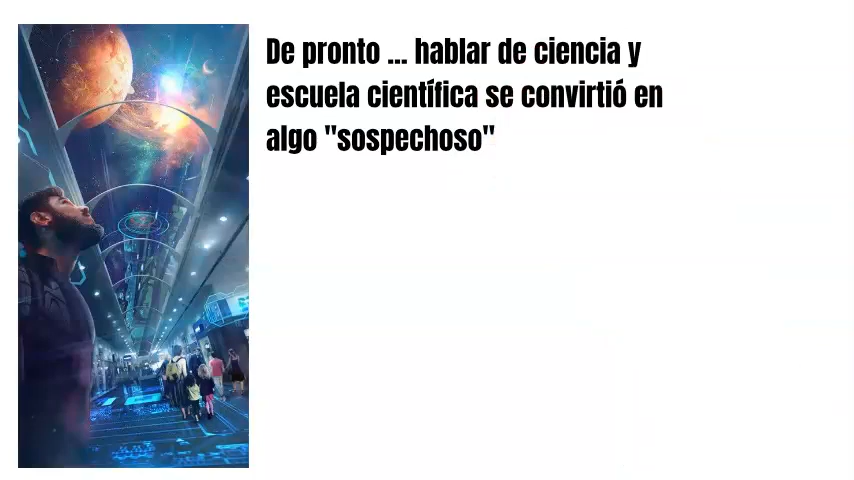 De pronto ... hablar de ciencia y
escuela científica se convirtió en
algo "sospechoso"